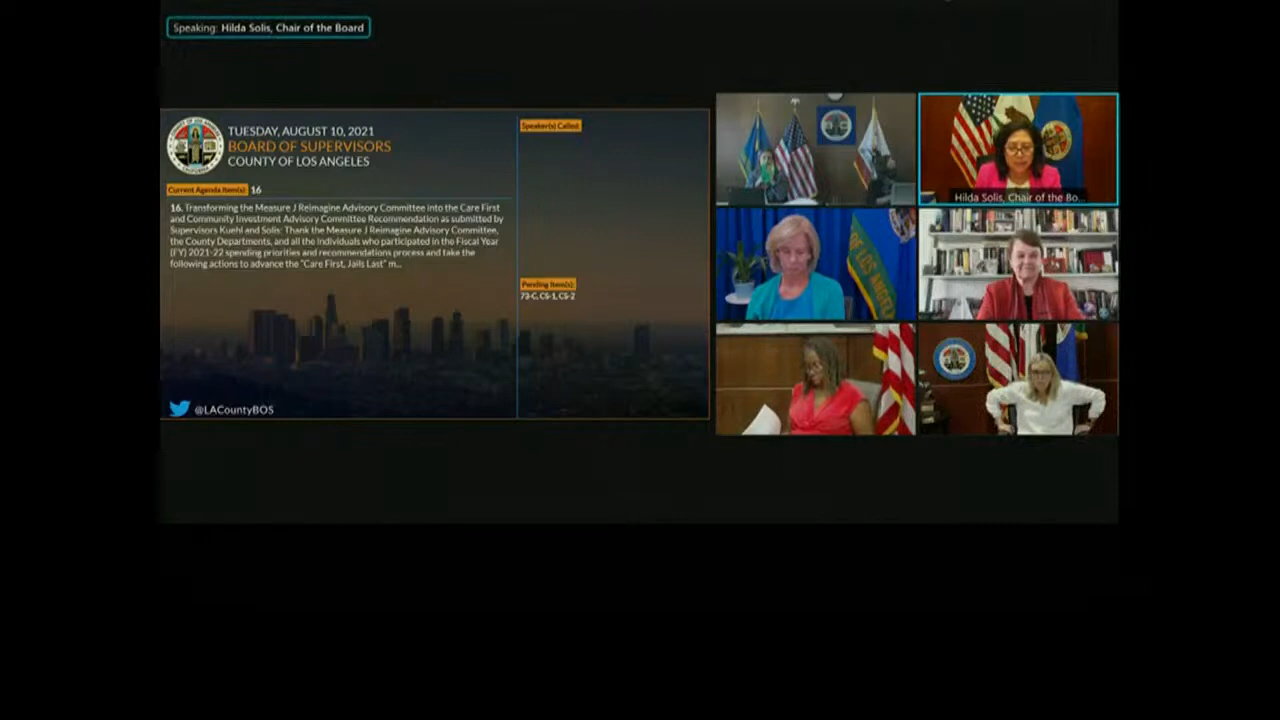 Speaking: Hilda Solis, Chair of the Board
TUESDAY, AUGUST 10, 2021
BOARD OF SUPERVISORS
COUNTY OF LOS ANGELES
Current Agenda Item(s): 16
16. Transforming the Measure J Reimagine Advisory Committee into the Care First
and Community Investment Advisory Committee Recommendation as submitted by
Supervisors Kuehl and Solis: Thank the Measure J Reimagine Advisory Committee,
the County Departments, and all the individuals who participated in the Fiscal Year
(FY) 2021-22 spending priorities and recommendations process and take the
following actions to advance the "Care First, Jails Last" m...
@LACountyBOS
Speaker(s) Called:
Pending Item(s):
73-C, CS-1, CS-2
Hilda Solis, Chair of the Bo...
OF LOS ANGELES